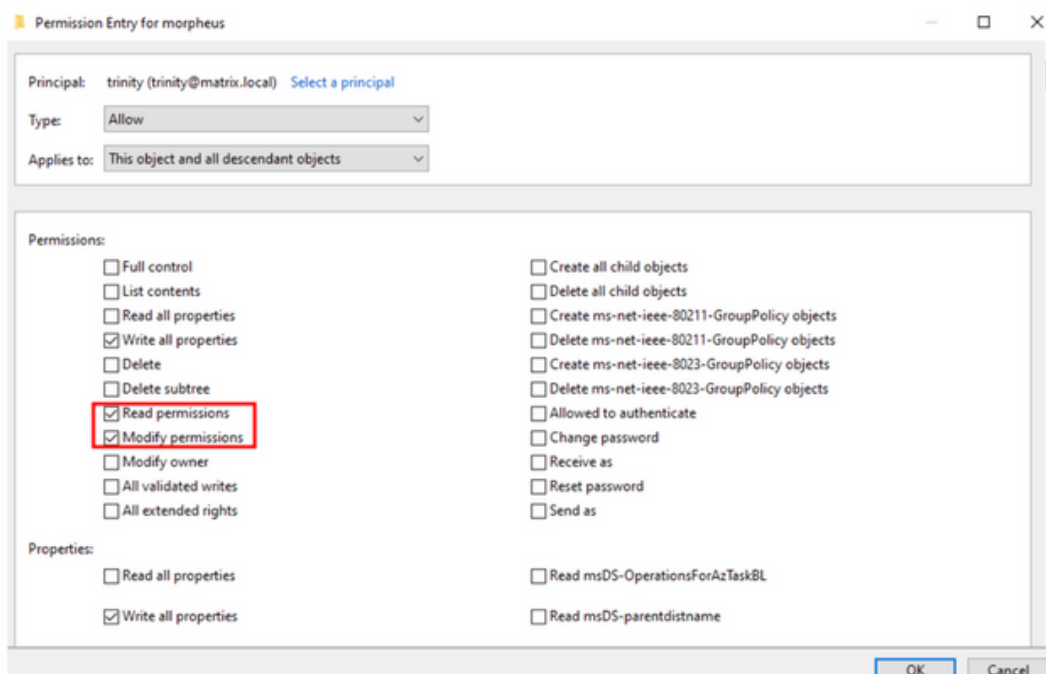 Permission Entry for morpheus
Principal: trinity (trinity@matrix.local) Select a principal
Type: Allow
Applies to: This object and all descendant objects
Permissions:
Full control
List contents
Read all properties
Write all properties
Delete
Delete subtree
Read permissions
Modify permissions
Modify owner
All validated writes
All extended rights
Create all child objects
Delete all child objects
Create ms-net-ieee-80211-GroupPolicy objects
Delete ms-net-ieee-80211-GroupPolicy objects
Create ms-net-ieee-8023-GroupPolicy objects
Delete ms-net-ieee-8023-GroupPolicy objects
Allowed to authenticate
Change password
Receive as
Reset password
Send as
Properties:
Read all properties
Write all properties
Read msDS-OperationsForAzTaskBL
Read msDS-parentdistname
OK Cancel